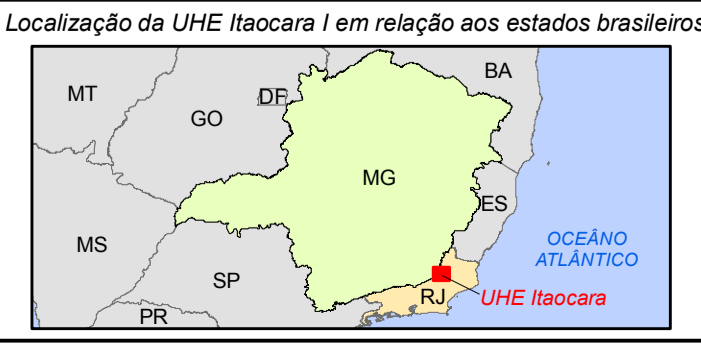 Localização da UHE Itaocara I em relação aos estados brasileiros
BA
MT
DF
GO
MG
ES
MS
OCEÂNO
ATLÂNTICO
SP
RJ
UHE Itaocara
PR